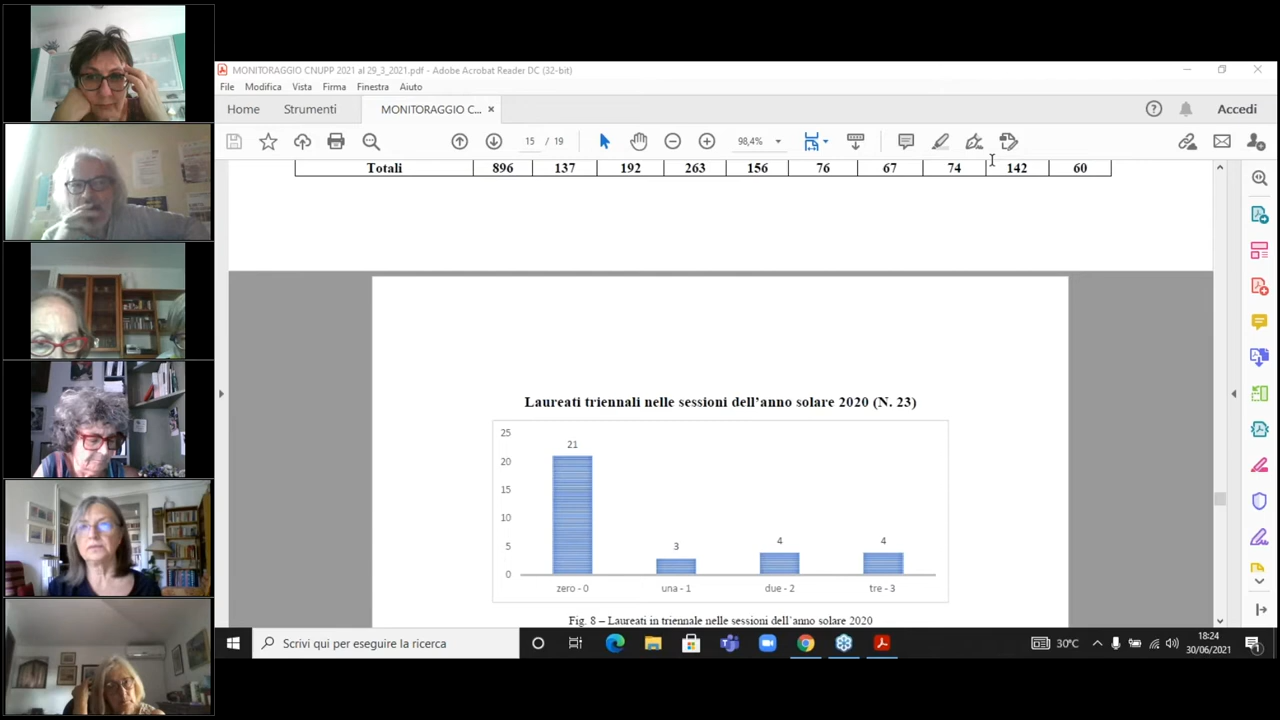 MONITORAGGIO CNUPP 2021 al 29_3_2021.pdf - Adobe Acrobat Reader DC (32-bit)
File Modifica Vista Firma Finestra Aiuto
Home Strumenti MONITORAGGIO C... × Accedi
15 / 19 98,4%
Totali 896 137 192 263 156 76 67 74 142 60
Laureati triennali nelle sessioni dell'anno solare 2020 (N. 23)
25
20
15
10
5
0
21
3
4
4
zero - 0 una - 1 due - 2 tre - 3
Fig. 8 – Laureati in triennale nelle sessioni dell'anno solare 2020
Scrivi qui per eseguire la ricerca
30°C
18:24
30/06/2021
1